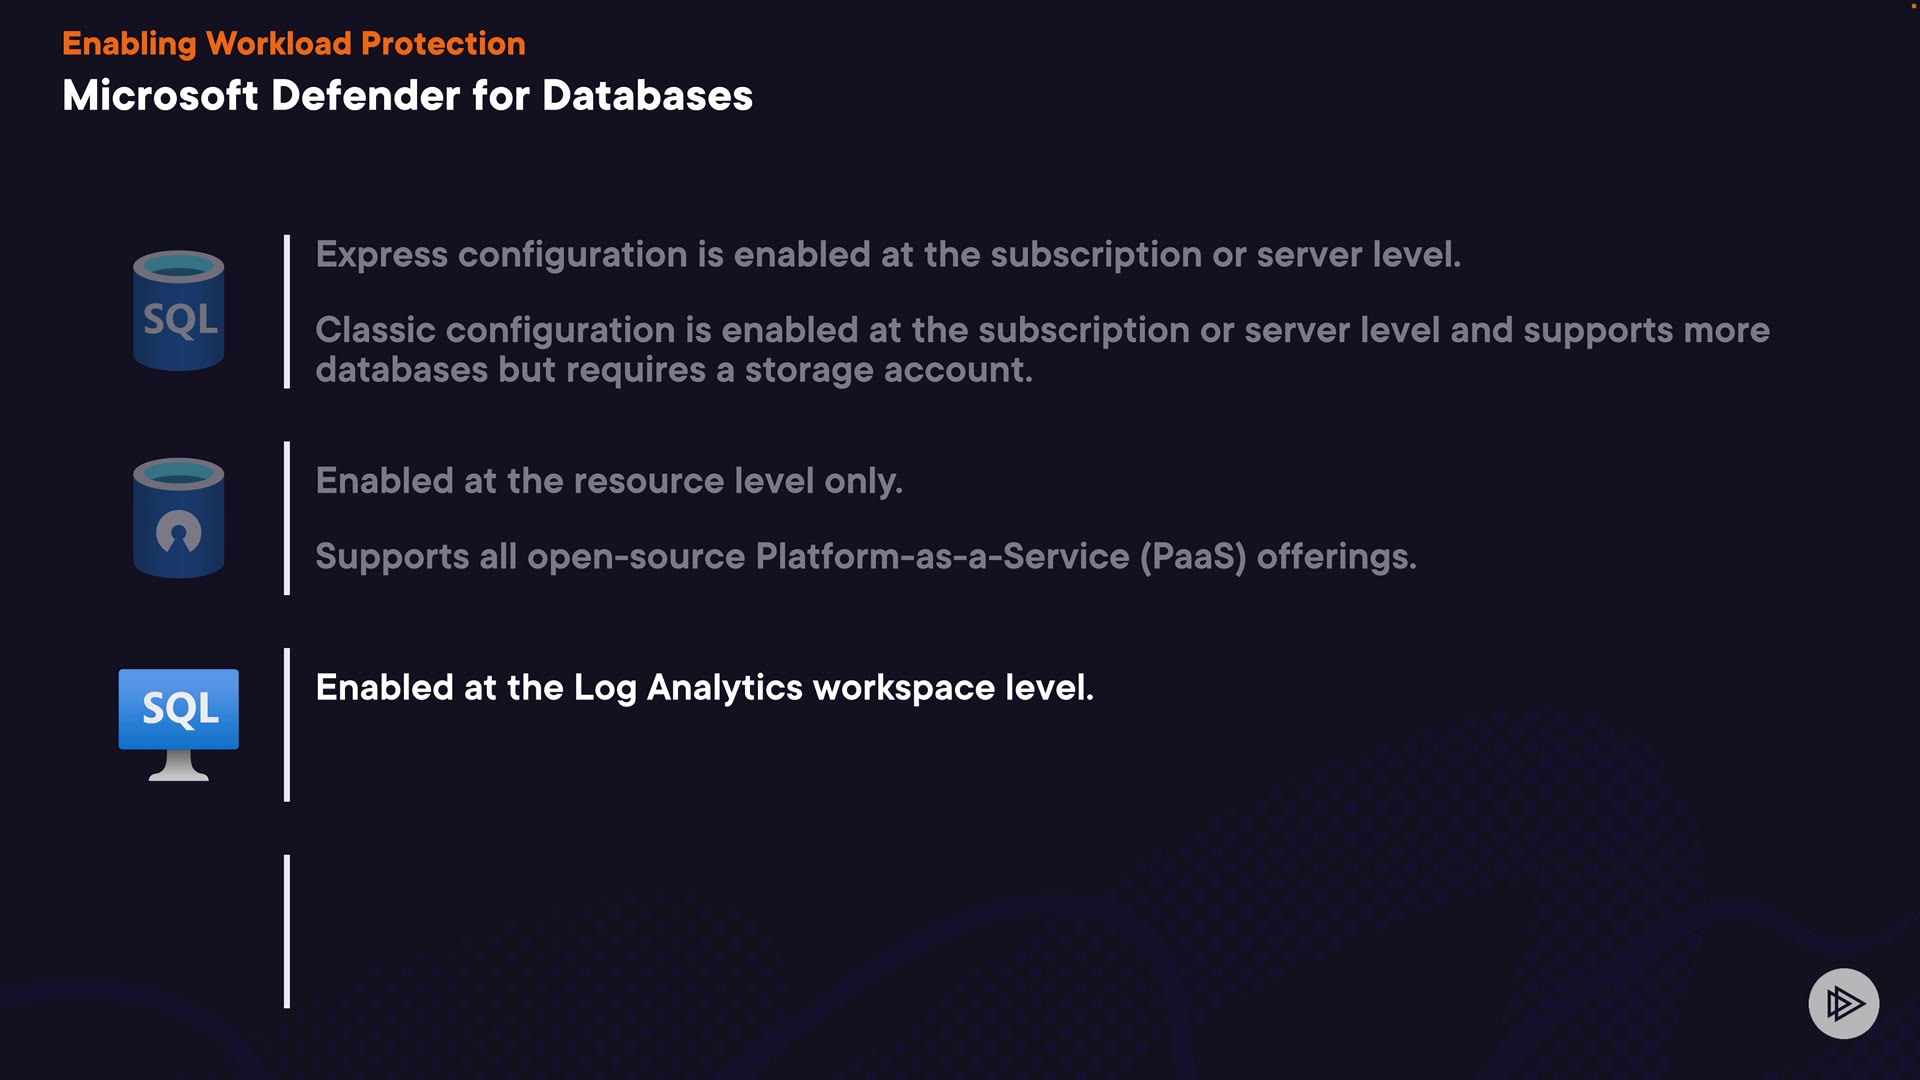 Enabling Workload Protection
Microsoft Defender for Databases
SQL
Express configuration is enabled at the subscription or server level.
Classic configuration is enabled at the subscription or server level and supports more
databases but requires a storage account.
Enabled at the resource level only.
Supports all open-source Platform-as-a-Service (PaaS) offerings.
SQL
Enabled at the Log Analytics workspace level.